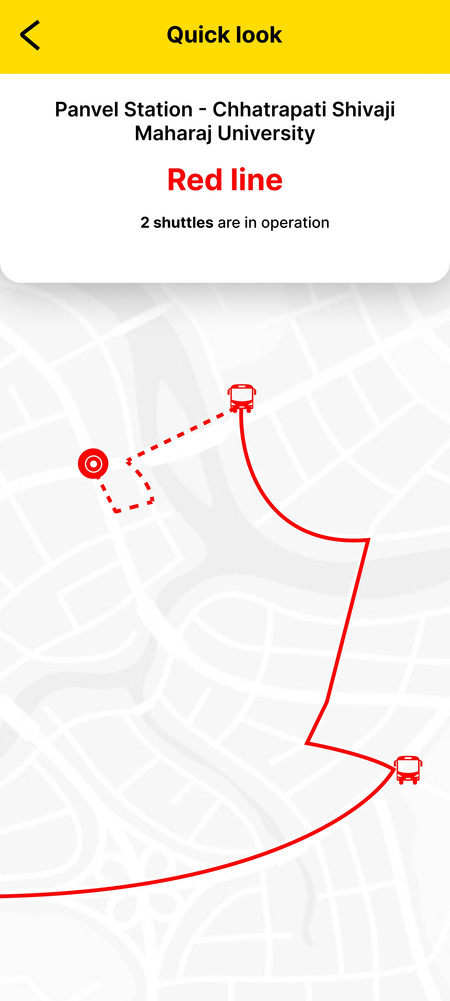 Quick look
Panvel Station - Chhatrapati Shivaji
Maharaj University
Red line
2 shuttles are in operation